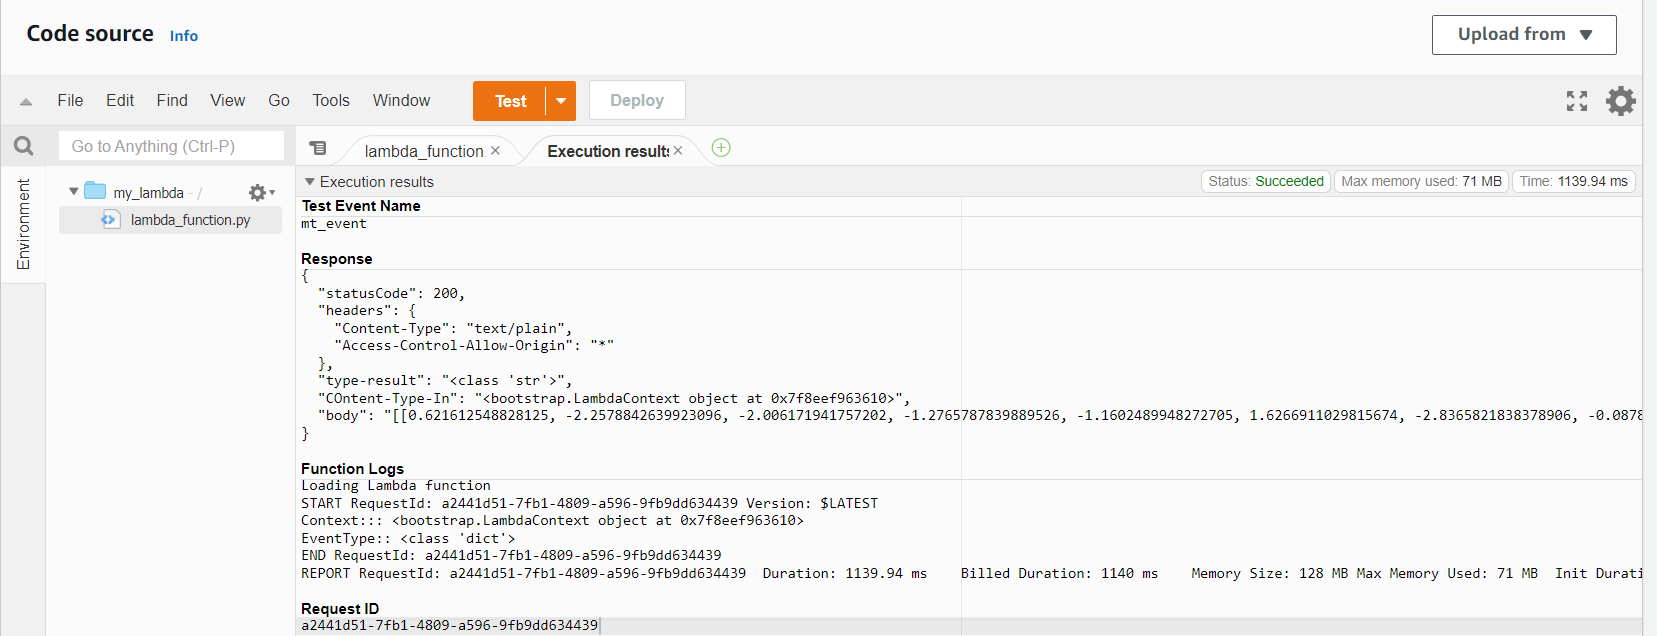 Code source Info
Upload from
File Edit Find View Go Tools Window Test Deploy
Go to Anything (Ctrl-P)
lambda_function. Execution results
Environment
my_lambda - /
lambda_function.py
Execution results Status: Succeeded Max memory used: 71 MB Time: 1139.94 ms
Test Event Name
mt_event
Response
{
"statusCode": 200,
"headers": {
"Content-Type": "text/plain",
"Access-Control-Allow-Origin": "*"
},
"type-result": "<class 'str'>",
"COntent-Type-In": "<bootstrap.LambdaContext object at 0x7f8eef963610>",
"body": "[[0.621612548828125, -2.2578842639923096, -2.006171941757202, -1.2765787839889526, -1.1602489948272705, 1.6266911029815674, -2.8365821838378906, -0.0878
}
Function Logs
Loading Lambda function
START RequestId: a2441d51-7fb1-4809-a596-9fb9dd634439 Version: $LATEST
Context::: <bootstrap.LambdaContext object at 0x7f8eef963610>
EventType:: <class 'dict'>
END RequestId: a2441d51-7fb1-4809-a596-9fb9dd634439
REPORT RequestId: a2441d51-7fb1-4809-a596-9fb9dd634439 Duration: 1139.94 ms Billed Duration: 1140 ms Memory Size: 128 MB Max Memory Used: 71 MB Init Durati
Request ID
a2441d51-7fb1-4809-a596-9fb9dd634439